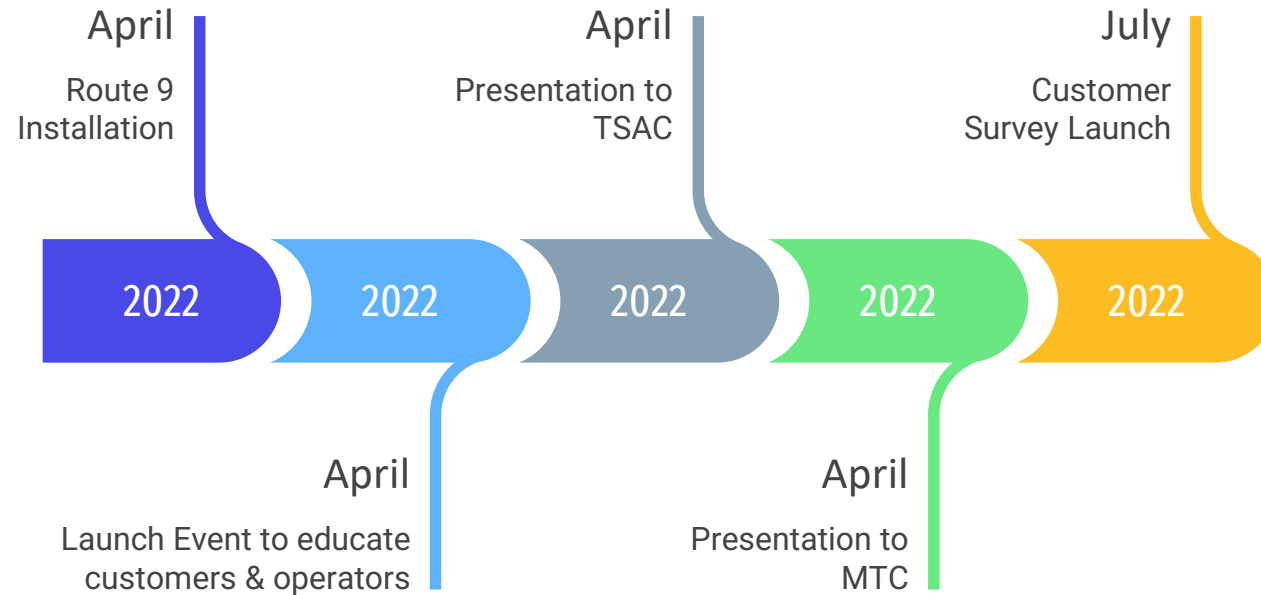 April
Route 9
Installation
April
Presentation to
TSAC
July
Customer
Survey Launch
2022
2022
2022
2022
2022
April
Launch Event to educate
customers & operators
April
Presentation to
MTC